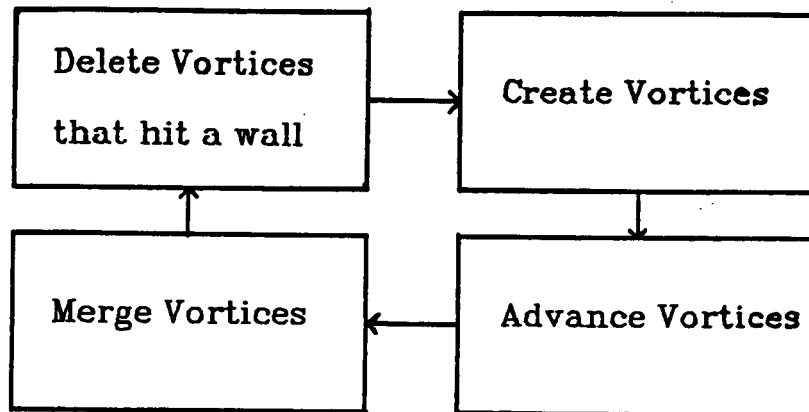 Delete Vortices
that hit a wall
Create Vortices
Merge Vortices
Advance Vortices